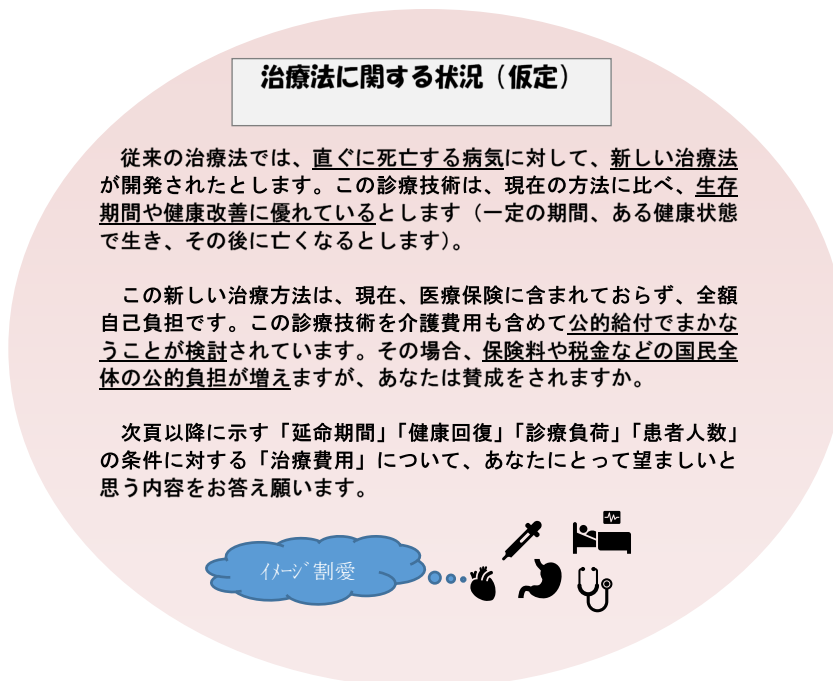 治療法に関する状況（仮定）
従来の治療法では、直ぐに死亡する病気に対して、新しい治療法
が開発されたとします。この診療技術は、現在の方法に比べ、生存
期間や健康改善に優れているとします（一定の期間、ある健康状態
で生き、その後に亡くなるとします）。
この新しい治療方法は、現在、医療保険に含まれておらず、全額
自己負担です。この診療技術を介護費用も含めて公的給付でまかな
うことが検討されています。その場合、保険料や税金などの国民全
体の公的負担が増えますが、あなたは賛成をされますか。
次頁以降に示す「延命期間」「健康回復」「診療負荷」「患者人数」
の条件に対する「治療費用」について、あなたにとって望ましいと
思う内容をお答え願います。
ｲﾒｰｼﾞ割愛